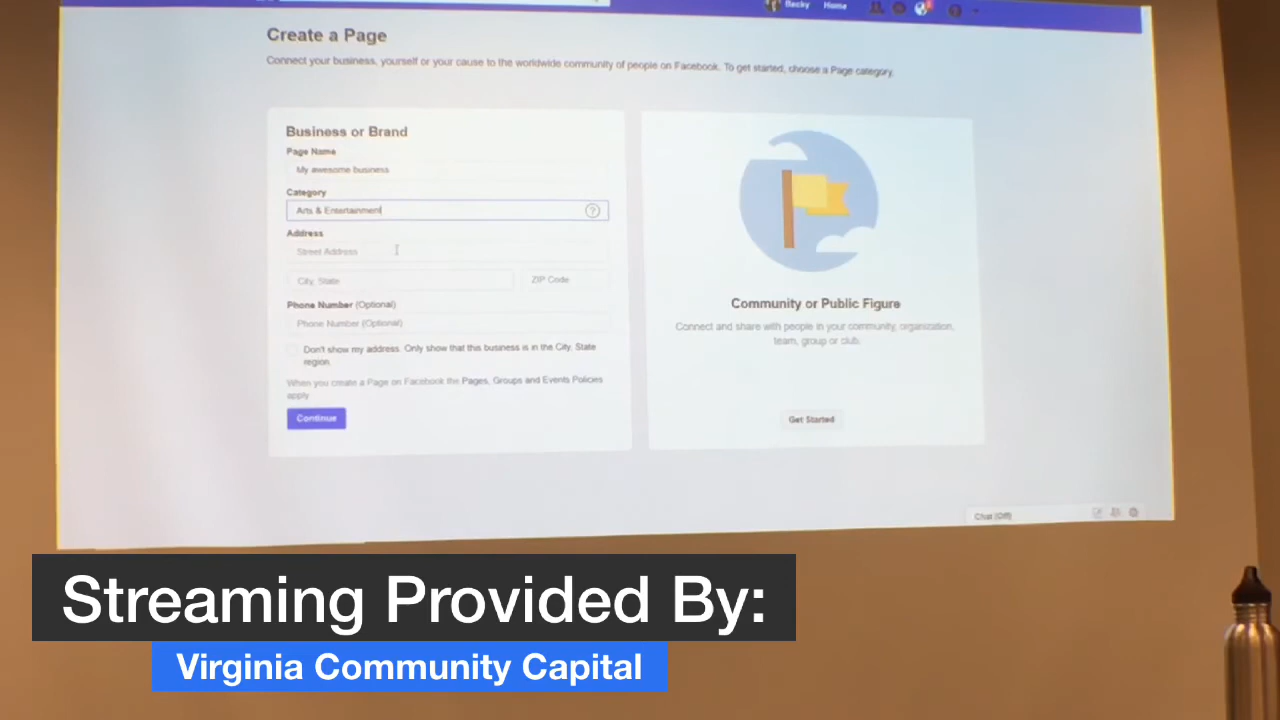 Becky Home
Create a Page
Connect your business, yourself or your cause to the worldwide community of people on Facebook. To get started, choose a Page category.
Business or Brand
Page Name
My awesome business
Category
Arts & Entertainment
?
Address
Street Address
City, State ZIP Code
Phone Number (Optional)
Phone Number (Optional)
Don't show my address. Only show that this business is in the City, State
region.
When you create a Page on Facebook the Pages, Groups and Events Policies
apply
Continue
Community or Public Figure
Connect and share with people in your community, organization,
team, group or club.
Get Started
Chat (Off)
Streaming Provided By:
Virginia Community Capital